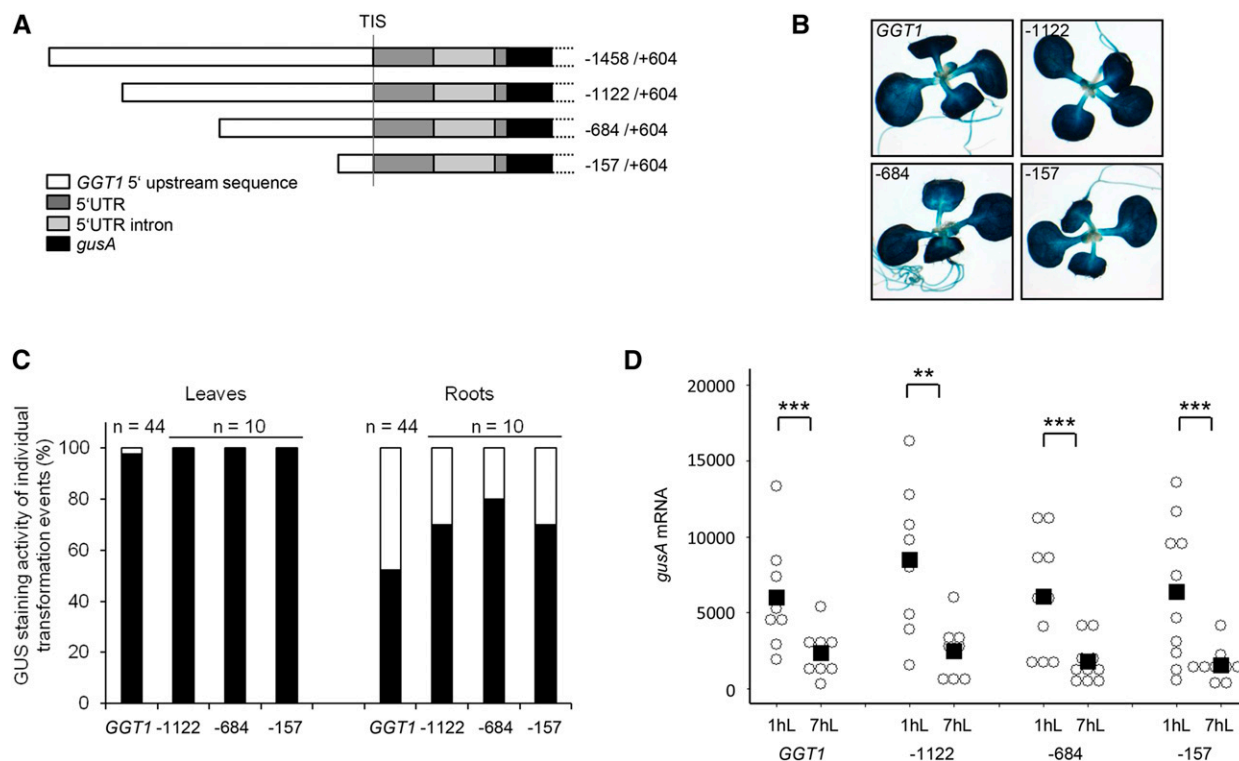 A
TIS
-1458 /+604
-1122 /+604
-684 /+604
-157 /+604
GGT1 5‘ upstream sequence
5‘UTR
5‘UTR intron
gusA
B
GGT1
-1122
-684
-157
C
GUS staining activity of individual
transformation events (%)
Leaves
Roots
n = 44
n = 10
n = 44
n = 10
100
80
60
40
20
0
GGT1 -1122 -684 -157
GGT1 -1122 -684 -157
D
gusA mRNA
20000
15000
10000
5000
0
***
**
***
***
1hL 7hL 1hL 7hL 1hL 7hL 1hL 7hL
GGT1 -1122 -684 -157